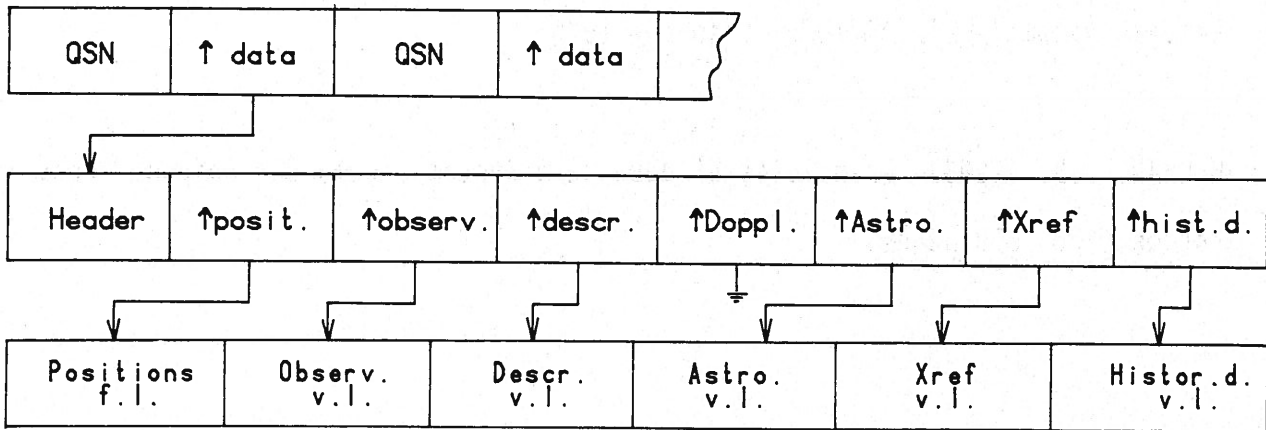 QSN ↑ data QSN ↑ data
Header ↑posit. ↑observ. ↑descr. ↑Doppl. ↑Astro. ↑Xref ↑hist.d.
Positions Observ. Descr. Astro. Xref Histor.d.
f.l. v.l. v.l. v.l. v.l. v.l.